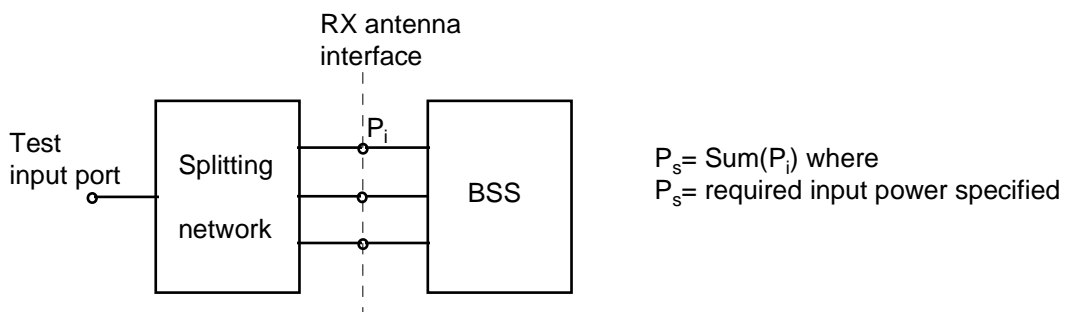 RX antenna
interface
Test
input port
Splitting
network
P_i
BSS
P_s= Sum(P_i) where
P_s= required input power specified